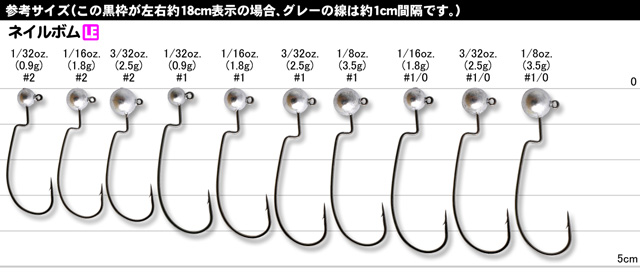 参考サイズ(この黒枠が左右約18cm表示の場合、グレーの線は約1cm間隔です。)
ネイルボム LE
1/32oz. 1/16oz. 3/32oz. 1/32oz. 1/16oz. 3/32oz. 1/8oz. 1/16oz. 3/32oz. 1/8oz.
(0.9g) (1.8g) (2.5g) (0.9g) (1.8g) (2.5g) (3.5g) (1.8g) (2.5g) (3.5g)
#2 #2 #2 #1 #1 #1 #1 #1/0 #1/0 #1/0
0
5cm